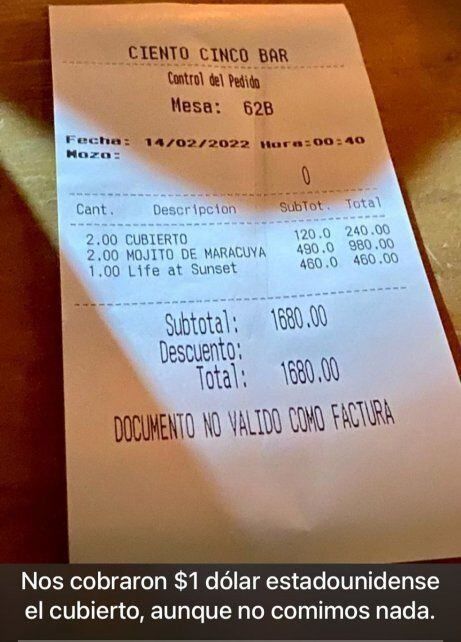 CIENTO CINCO BAR
Control del Pedido
Mesa: 62B
Fecha: 14/02/2022 Hora:00:40
Mozo:
0
Cant. Descripcion SubTot. Total
2.00 CUBIERTO 120.0 240.00
2.00 MOJITO DE MARACUYA 490.0 980.00
1.00 Life at Sunset 460.0 460.00
Subtotal: 1680.00
Descuento:
Total: 1680.00
DOCUMENTO NO VALIDO COMO FACTURA
Nos cobraron $1 dólar estadounidense
el cubierto, aunque no comimos nada.